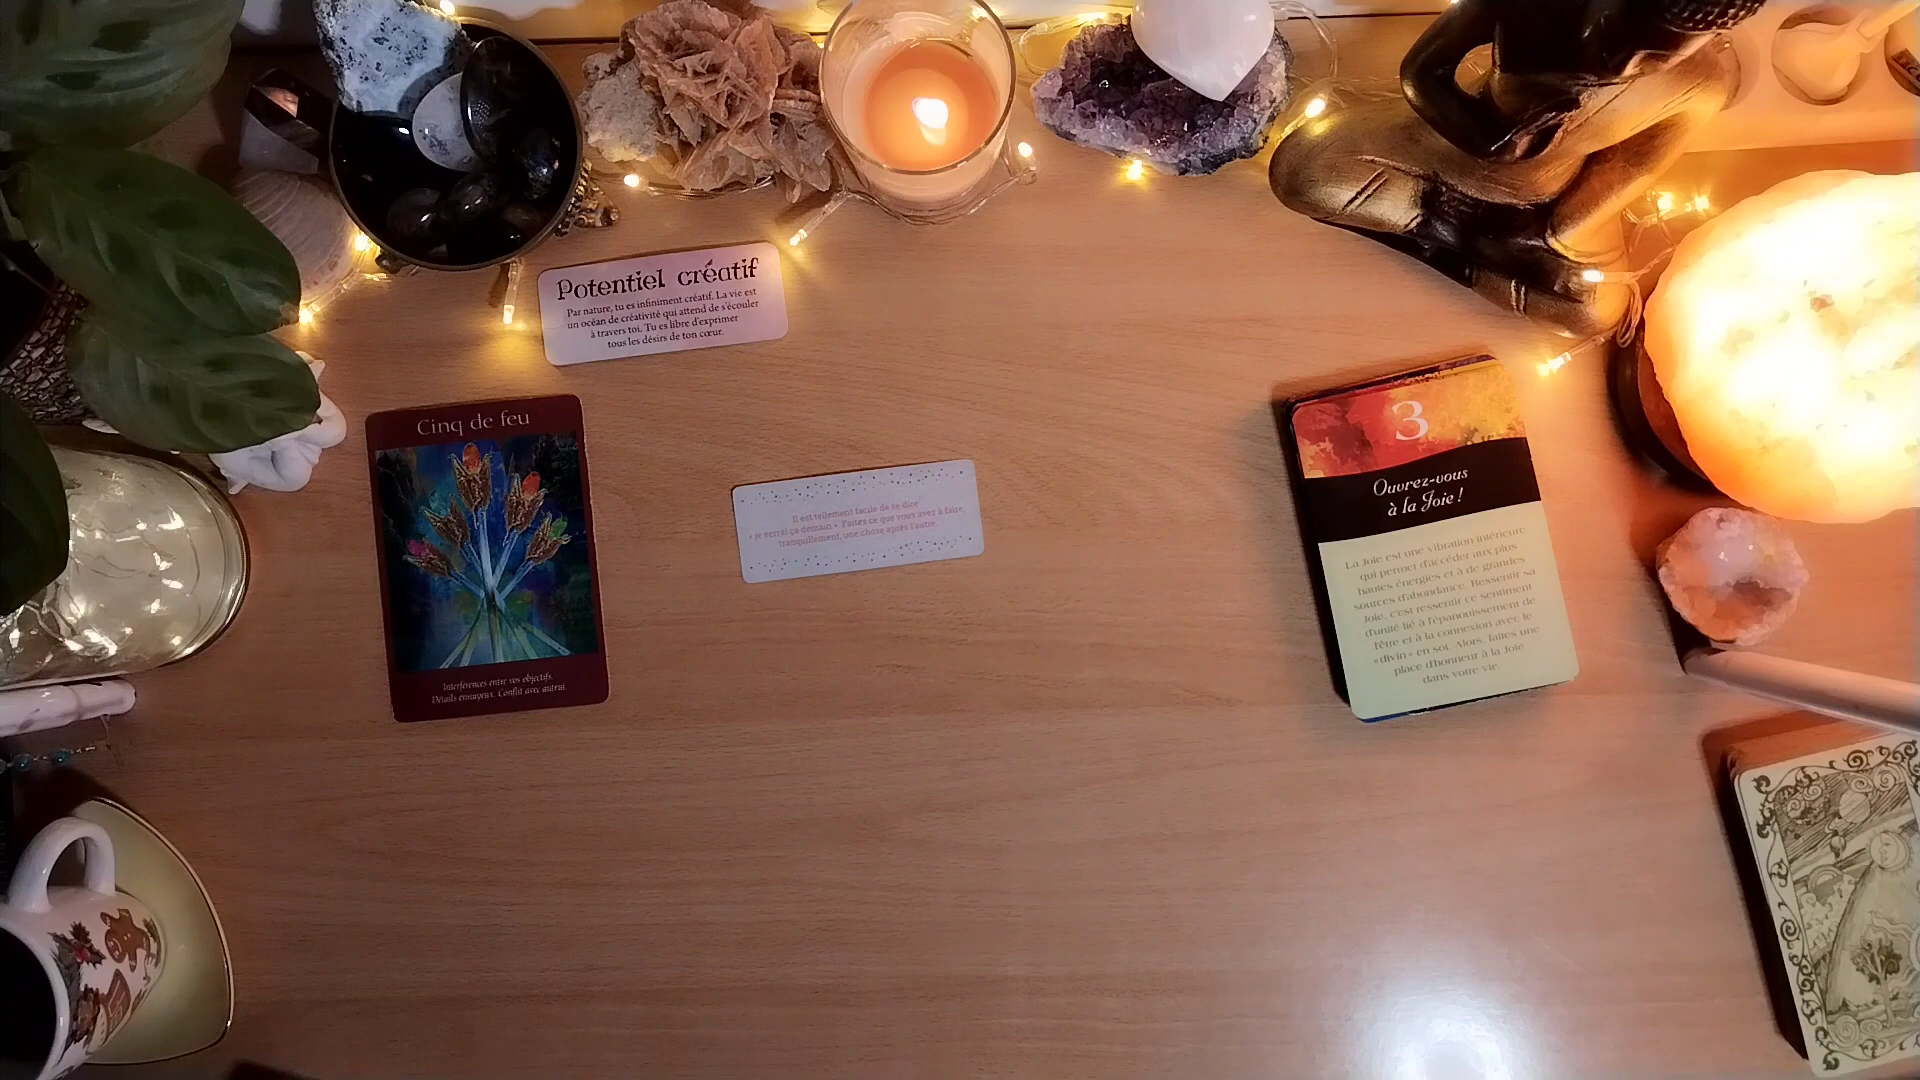 Potentiel créatif
Par nature, tu es infiniment créatif. La vie est
un océan de créativité qui attend de s'écouler
à travers toi. Tu es libre d'exprimer
tous les désirs de ton cœur.
Cinq de feu
Interférences entre vos objectifs.
Détails ennuyeux. Conflit avec autrui.
Il est tellement facile de se dire
« je verrai ça demain ». Faites ce que vous avez à faire,
tranquillement, une chose après l'autre.
3
Ouvrez-vous
à la Joie !
La Joie est une vibration intérieure
qui permet d'accéder aux plus
hautes énergies et à de grandes
sources d'abondance. Ressentir sa
Joie, c'est ressentir ce sentiment
d'unité lié à l'épanouissement de
l'être et à la connexion avec le
«divin» en soi. Alors, faites une
place d'honneur à la Joie
dans votre vie.